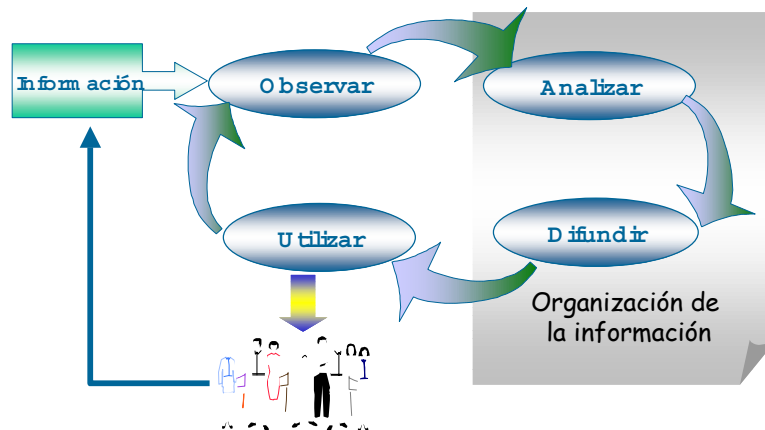 Información
Observar
Analizar
Utilizar
Difundir
Organización de
la información